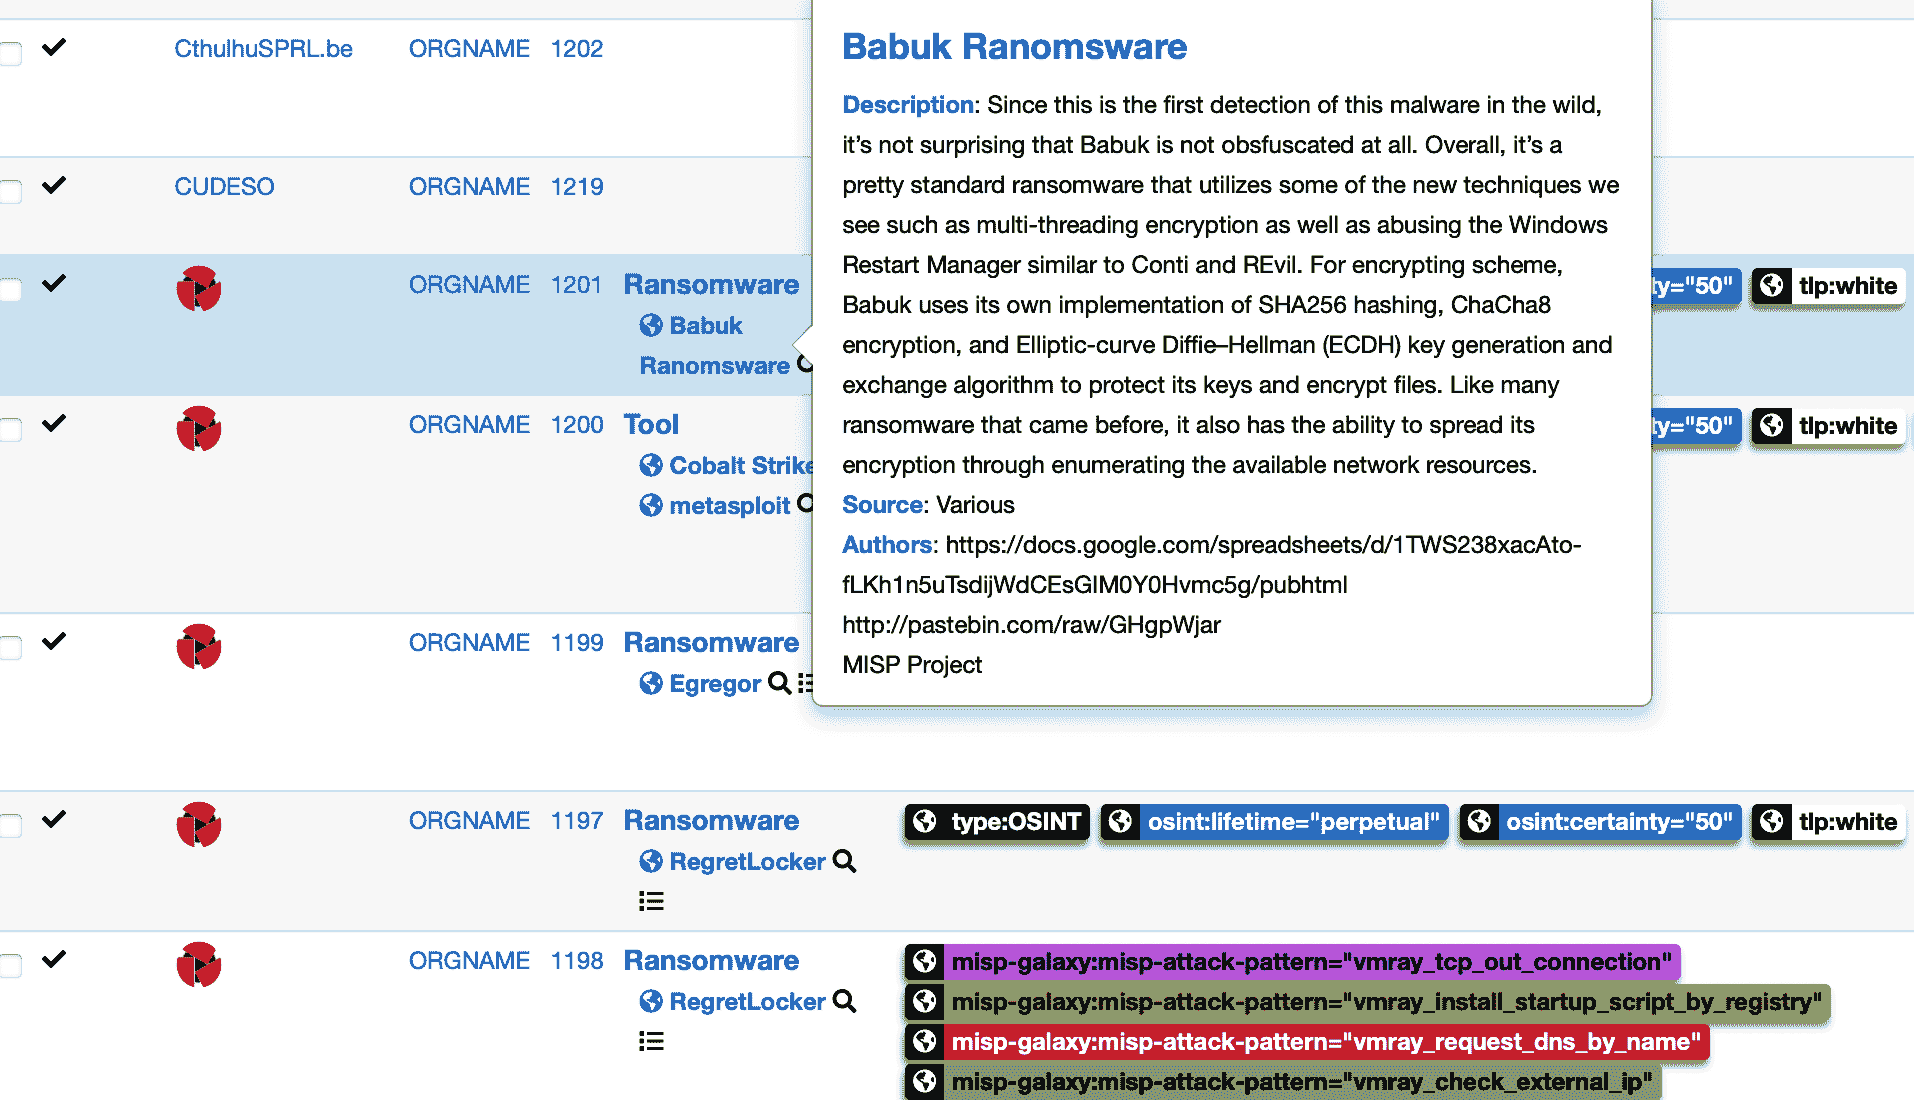 CthulhuSPRL.be ORGNAME 1202
CUDESO ORGNAME 1219
ORGNAME 1201 Ransomware
Babuk
Ranomsware
ty="50" tlp:white
ORGNAME 1200 Tool
Cobalt Strike
metasploit
ty="50" tlp:white
ORGNAME 1199 Ransomware
Egregor
Babuk Ranomsware
Description: Since this is the first detection of this malware in the wild,
it's not surprising that Babuk is not obsfuscated at all. Overall, it's a
pretty standard ransomware that utilizes some of the new techniques we
see such as multi-threading encryption as well as abusing the Windows
Restart Manager similar to Conti and REvil. For encrypting scheme,
Babuk uses its own implementation of SHA256 hashing, ChaCha8
encryption, and Elliptic-curve Diffie–Hellman (ECDH) key generation and
exchange algorithm to protect its keys and encrypt files. Like many
ransomware that came before, it also has the ability to spread its
encryption through enumerating the available network resources.
Source: Various
Authors: https://docs.google.com/spreadsheets/d/1TWS238xacAto-
fLKh1n5uTsdijWdCEsGIM0Y0Hvmc5g/pubhtml
http://pastebin.com/raw/GHgpWjar
MISP Project
ORGNAME 1197 Ransomware
RegretLocker
type:OSINT osint:lifetime="perpetual" osint:certainty="50" tlp:white
ORGNAME 1198 Ransomware
RegretLocker
misp-galaxy:misp-attack-pattern="vmray_tcp_out_connection"
misp-galaxy:misp-attack-pattern="vmray_install_startup_script_by_registry"
misp-galaxy:misp-attack-pattern="vmray_request_dns_by_name"
misp-galaxy:misp-attack-pattern="vmray_check_external_ip"